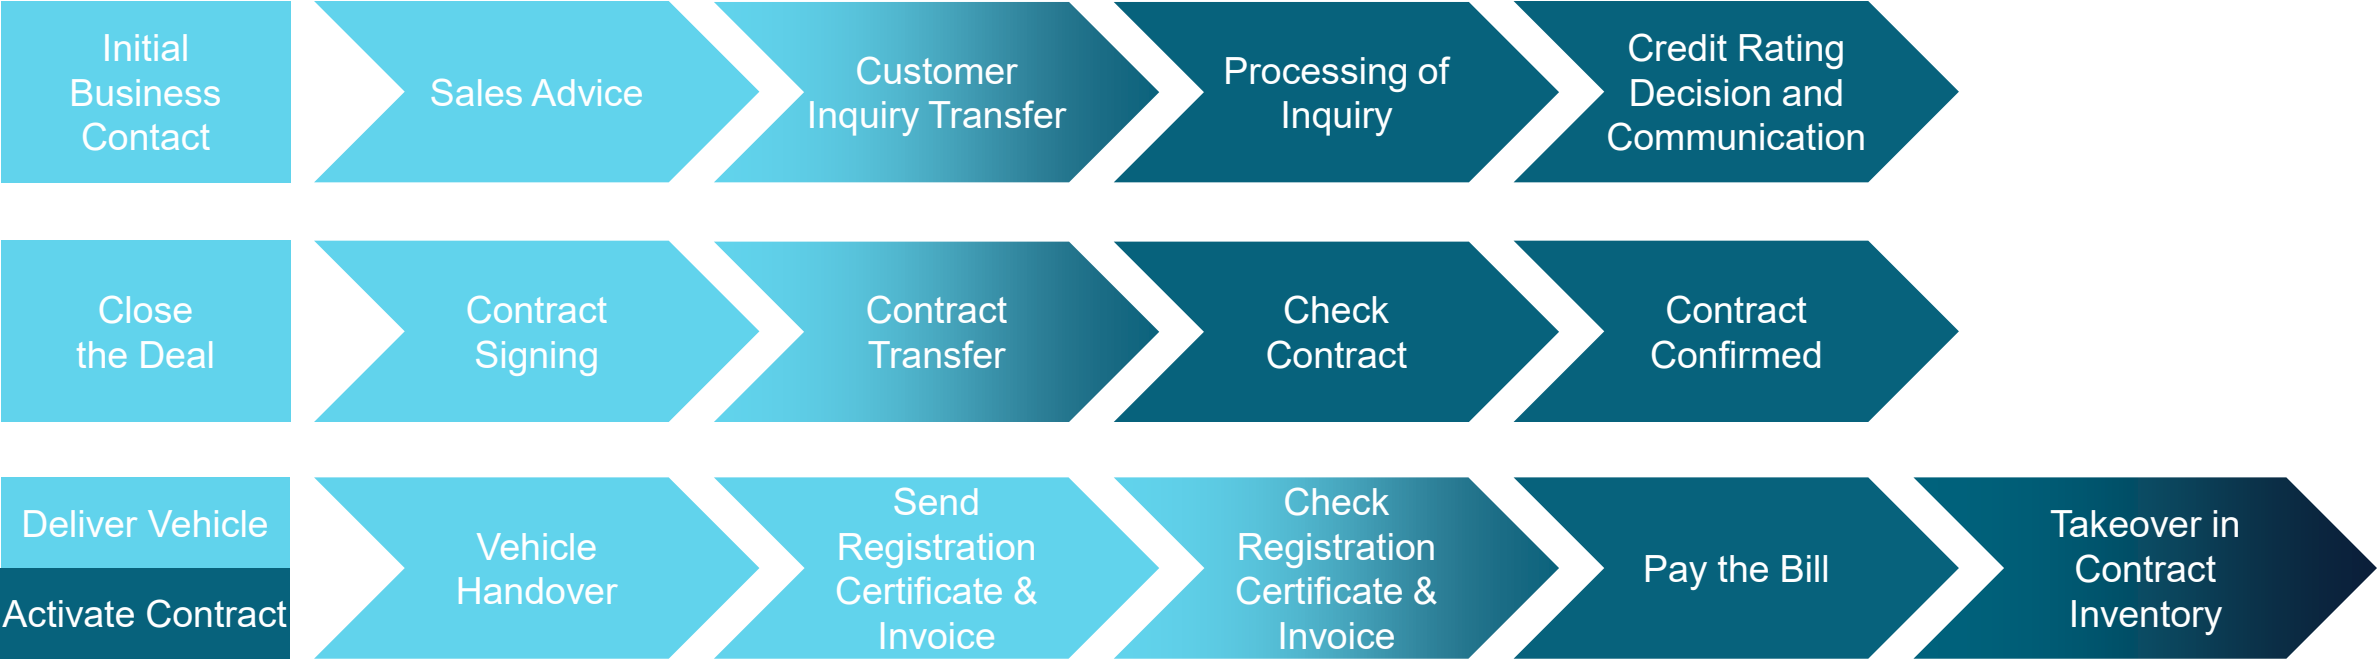 Initial
Business
Contact
Sales Advice
Customer
Inquiry Transfer
Processing of
Inquiry
Credit Rating
Decision and
Communication
Close
the Deal
Contract
Signing
Contract
Transfer
Check
Contract
Contract
Confirmed
Deliver Vehicle
Activate Contract
Vehicle
Handover
Send
Registration
Certificate &
Invoice
Check
Registration
Certificate &
Invoice
Pay the Bill
Takeover in
Contract
Inventory